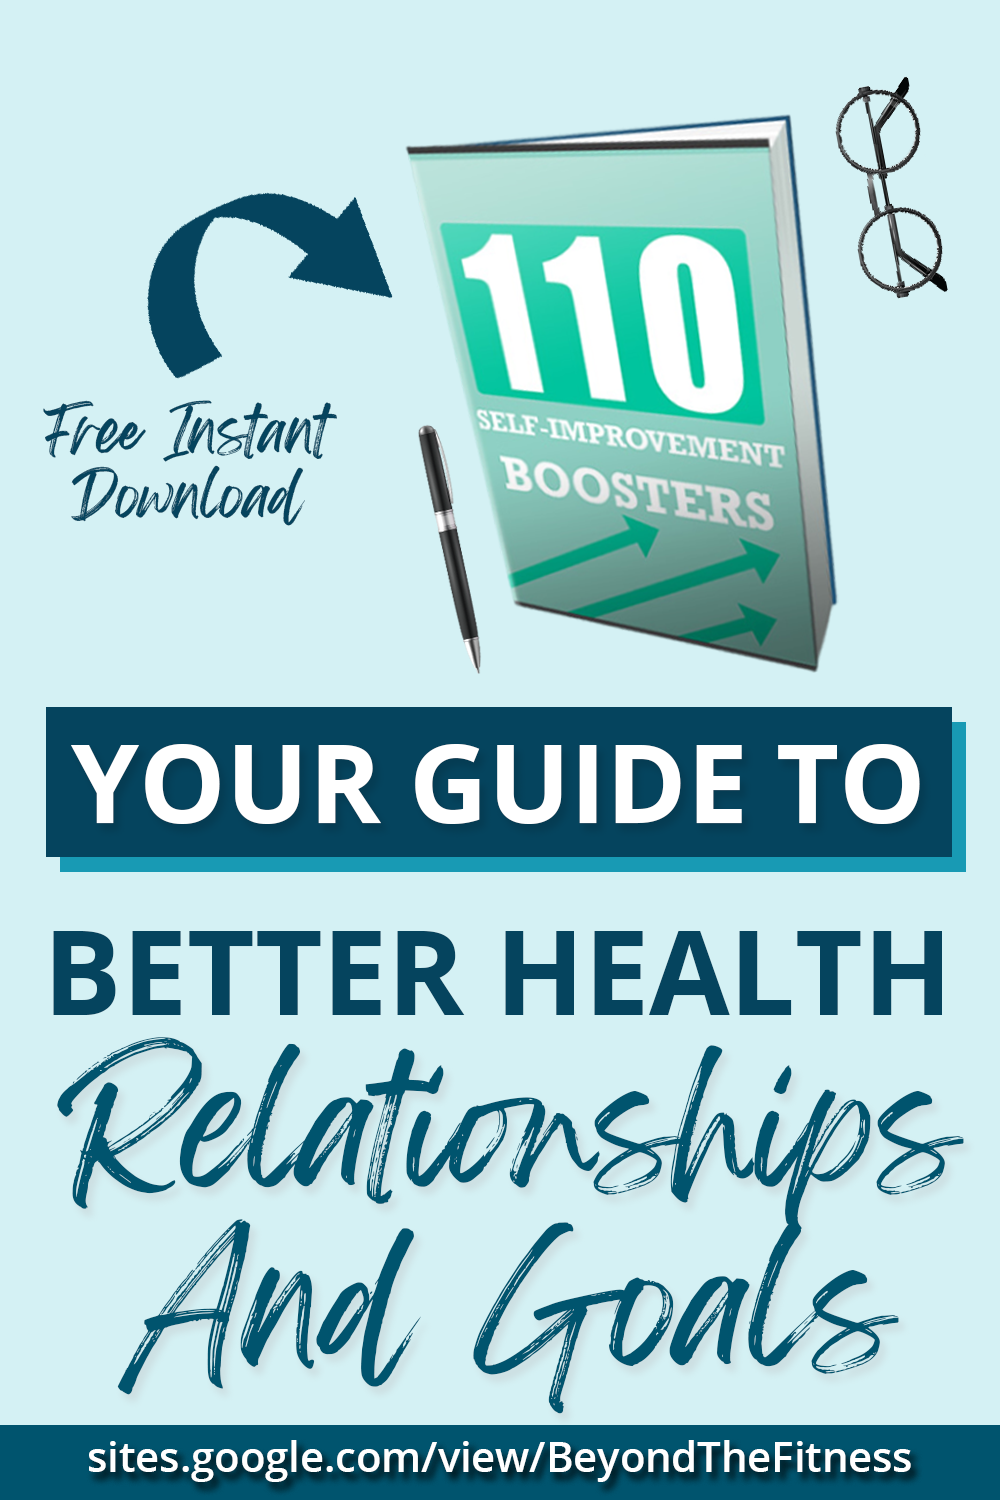 110
SELF-IMPROVEMENT
BOOSTERS
Free Instant
Download
YOUR GUIDE TO
BETTER HEALTH
Relationships
And Goals
sites.google.com/view/BeyondTheFitness